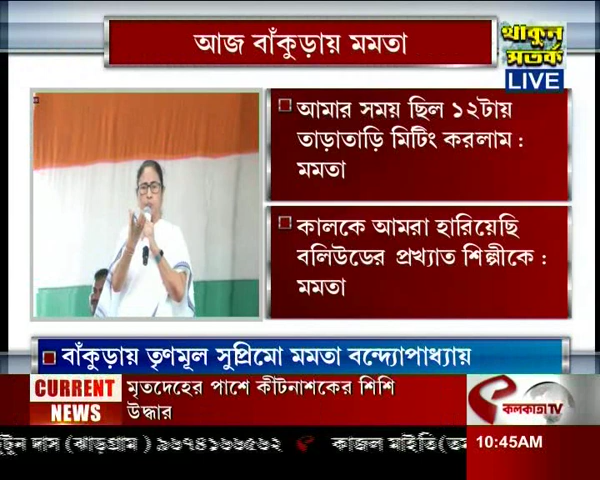 আজ বাঁকুড়ায় মমতা
থাকুন
সতর্ক
LIVE
আমার সময় ছিল ১২টায়
তাড়াতাড়ি মিটিং করলাম :
মমতা
কালকে আমরা হারিয়েছি
বলিউডের প্রখ্যাত শিল্পীকে :
মমতা
বাঁকুড়ায় তৃণমূল সুপ্রিমো মমতা বন্দ্যোপাধ্যায়
CURRENT
NEWS
মৃতদেহের পাশে কীটনাশকের শিশি
উদ্ধার
কলকাতা TV
দাস (ঝাড়গ্রাম) ৯৬৭৪১৬৬৫৬২ কাজল মাইতি
10:45AM